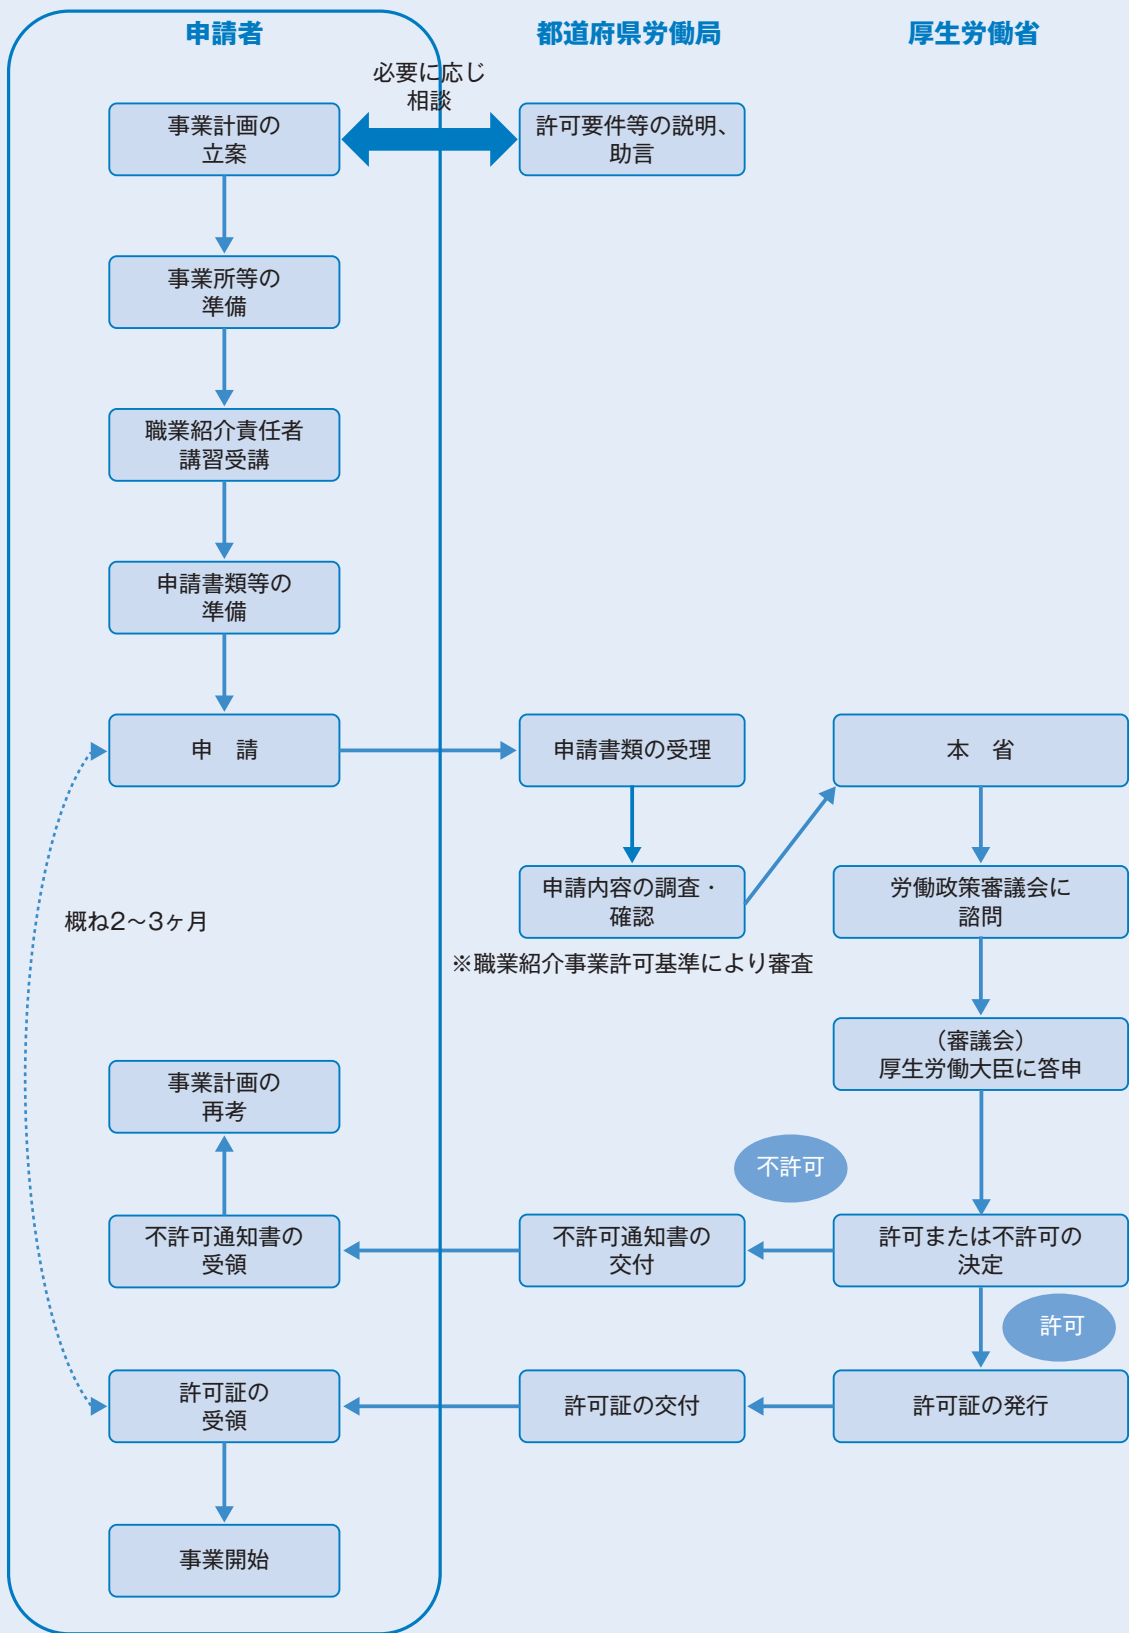 申請者
都道府県労働局
厚生労働省
必要に応じ
相談
事業計画の
立案
許可要件等の説明、
助言
事業所等の
準備
職業紹介責任者
講習受講
申請書類等の
準備
申　請
申請書類の受理
本　省
申請内容の調査・
確認
労働政策審議会に
諮問
概ね2～3ヶ月
※職業紹介事業許可基準により審査
（審議会）
厚生労働大臣に答申
事業計画の
再考
不許可
不許可通知書の
受領
不許可通知書の
交付
許可または不許可の
決定
許可
許可証の
受領
許可証の交付
許可証の発行
事業開始